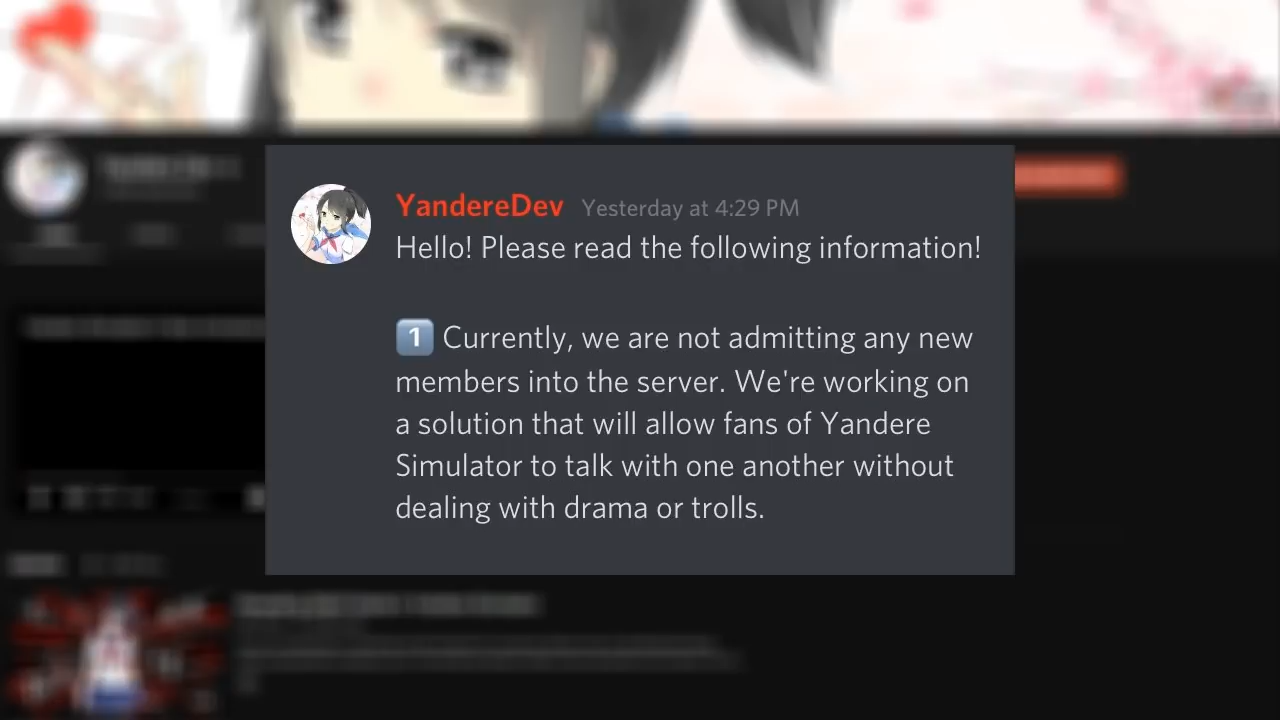 YandereDev Yesterday at 4:29 PM
Hello! Please read the following information!
1 Currently, we are not admitting any new
members into the server. We're working on
a solution that will allow fans of Yandere
Simulator to talk with one another without
dealing with drama or trolls.